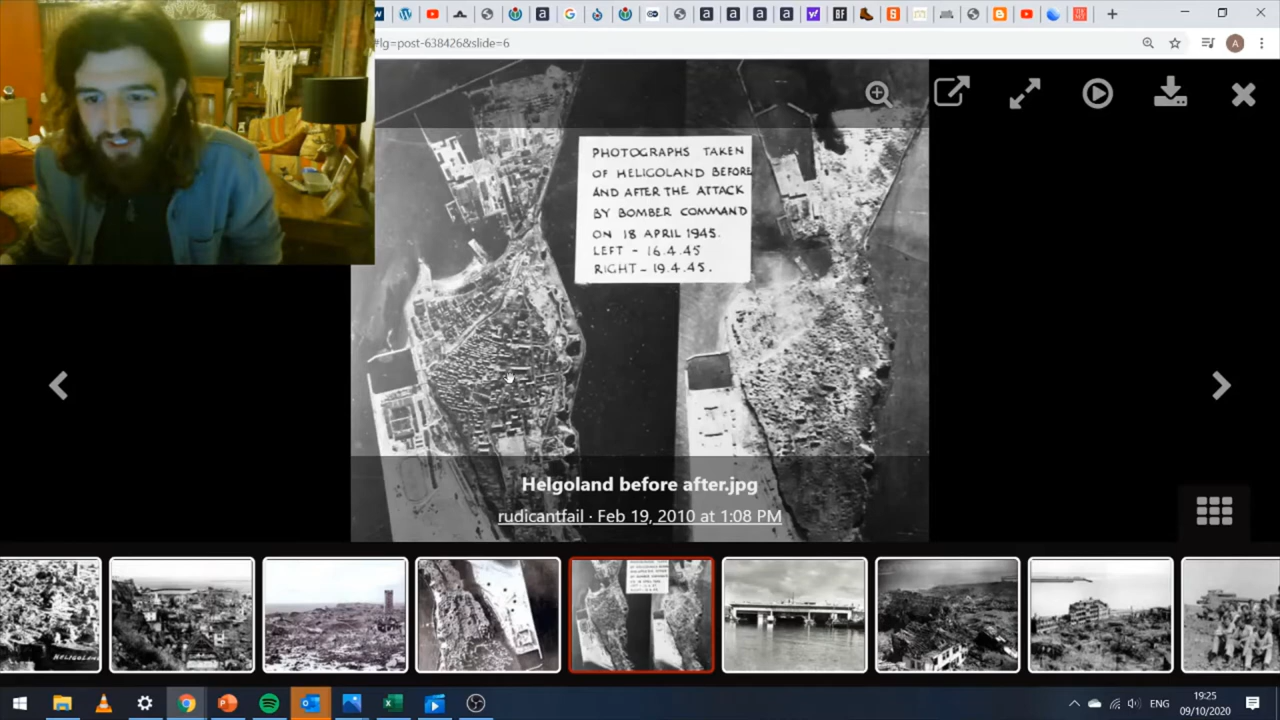 #lg=post-638426&slide=6
A
PHOTOGRAPHS TAKEN
OF HELIGOLAND BEFORE
AND AFTER THE ATTACK
BY BOMBER COMMAND
ON 18 APRIL 1945.
LEFT - 16.4.45
RIGHT - 19.4.45.
Helgoland before after.jpg
rudicantfail · Feb 19, 2010 at 1:08 PM
HELIGOLAND
ENG
19:25
09/10/2020